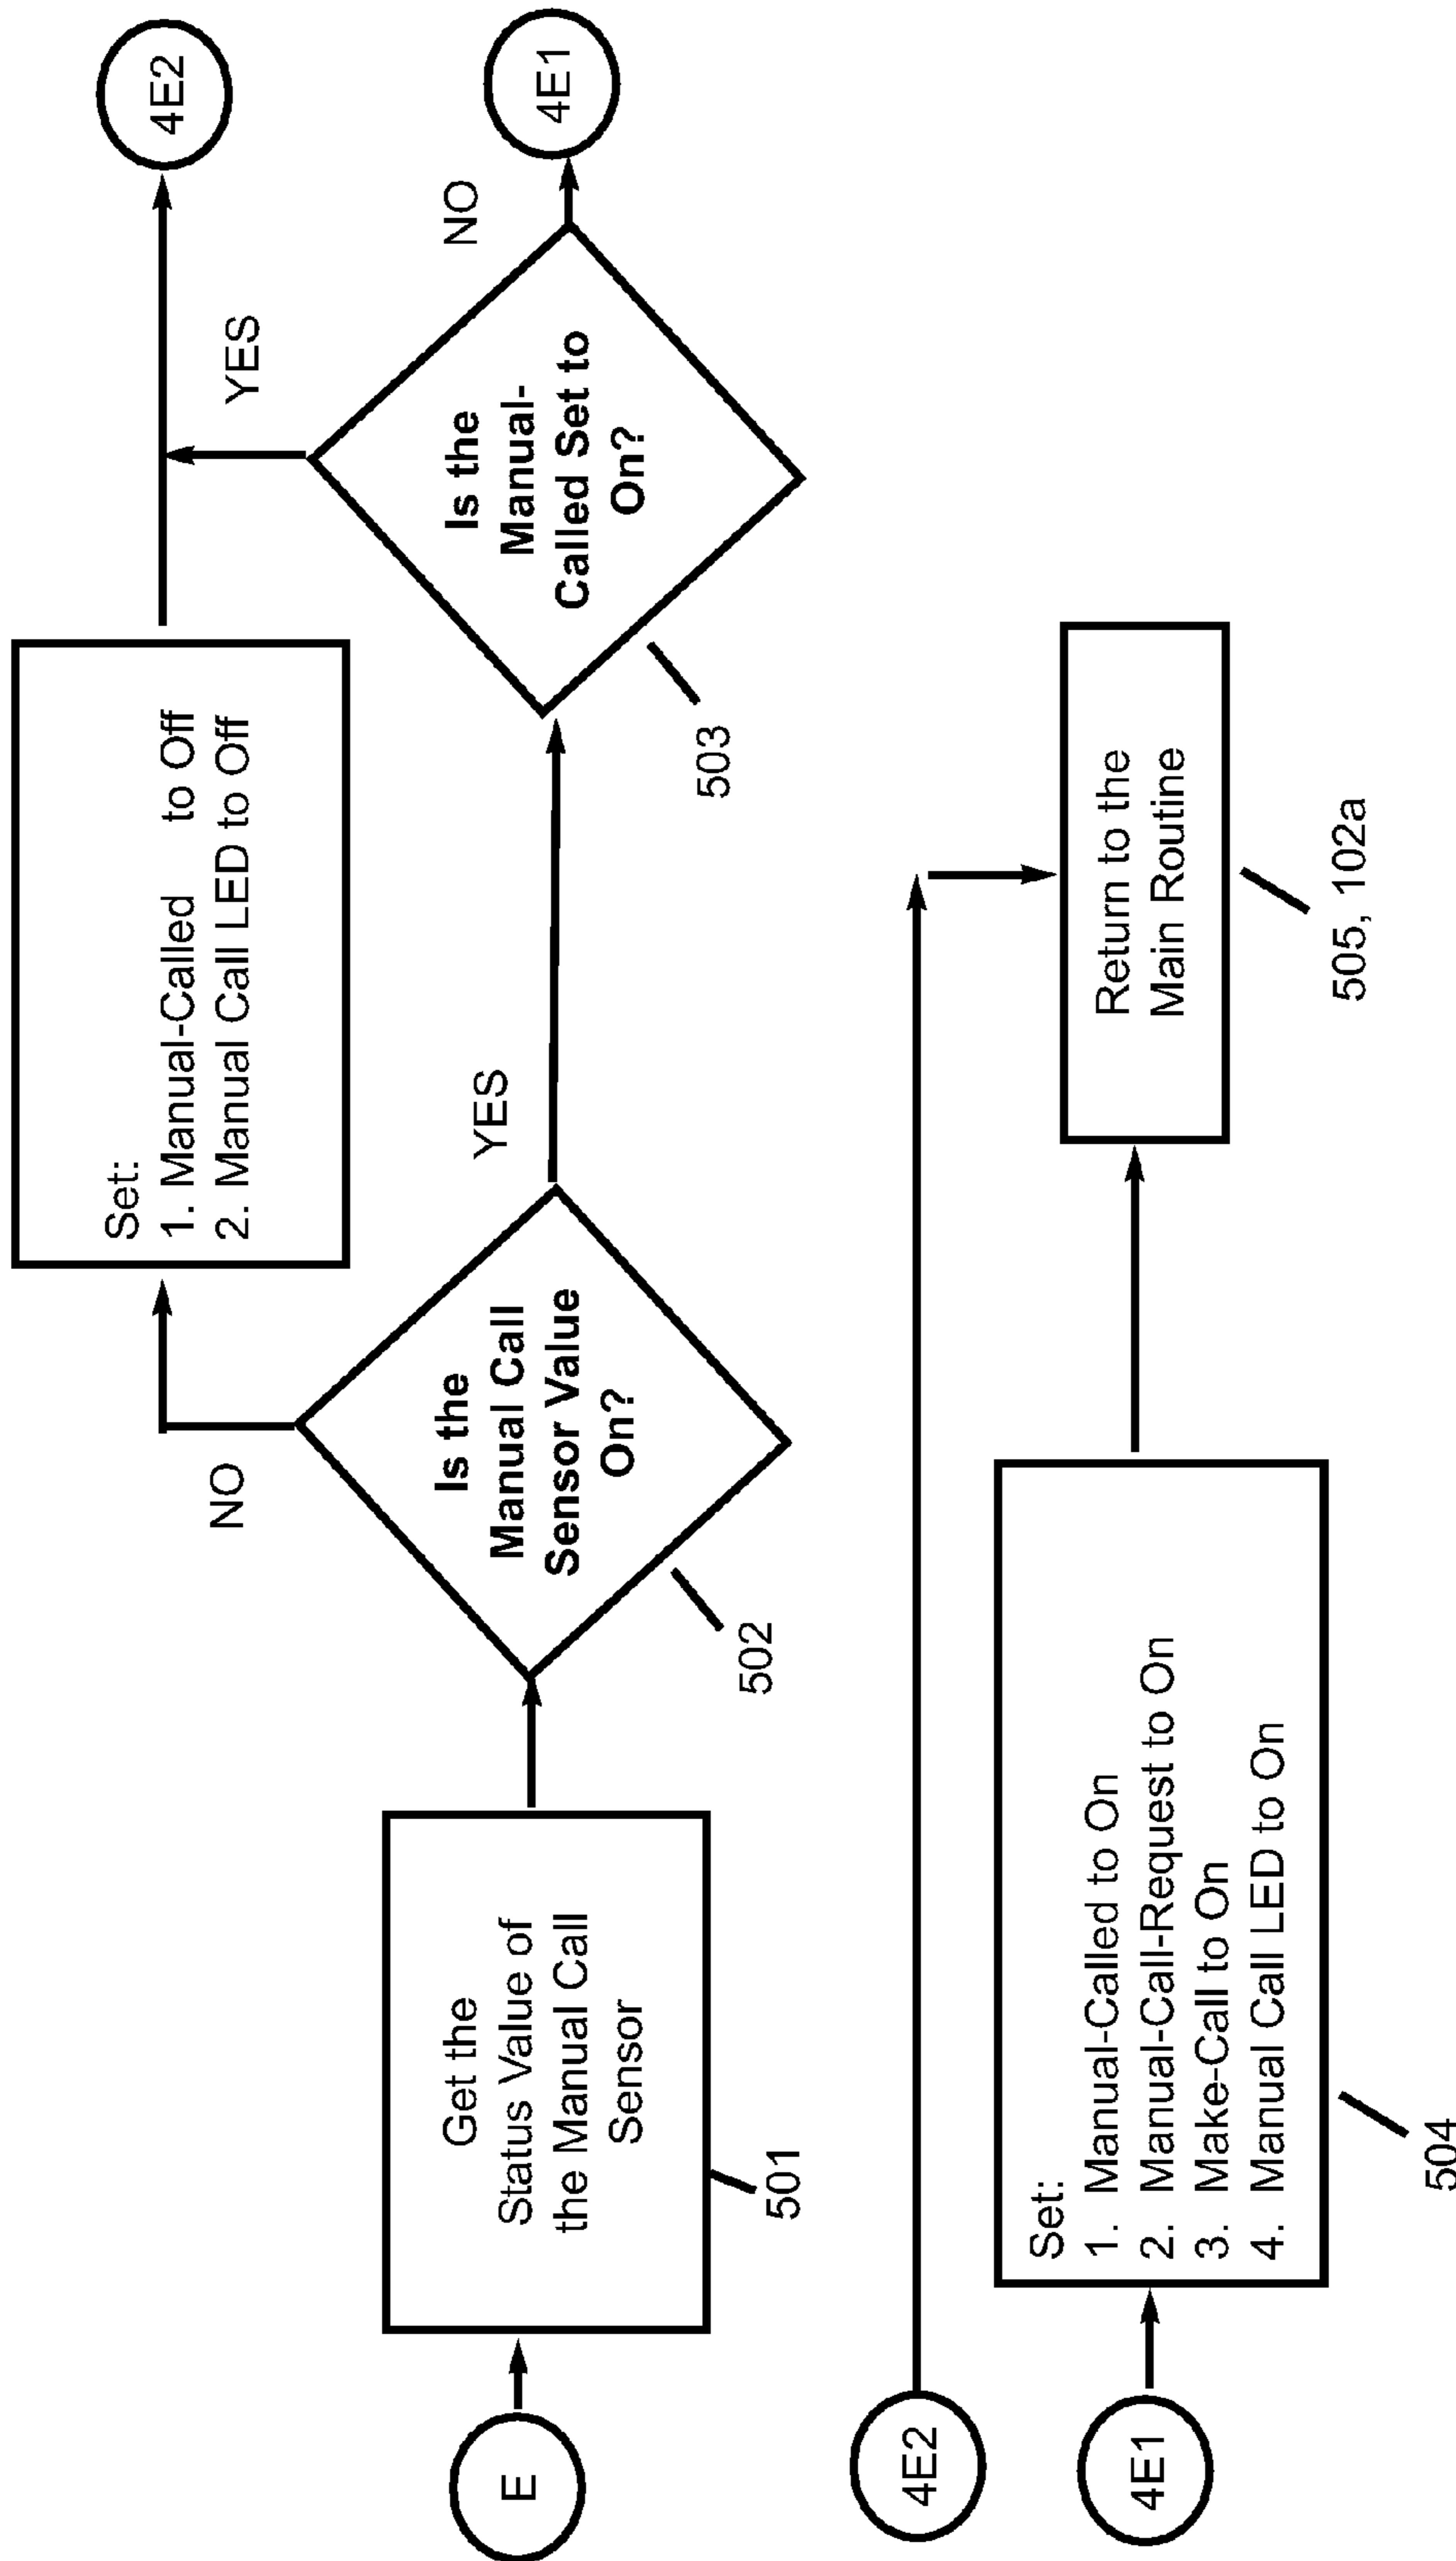 E
Get the
Status Value of
the Manual Call
Sensor
501
Is the
Manual Call
Sensor Value
On?
502
NO
YES
Set:
1. Manual-Called to Off
2. Manual Call LED to Off
Is the
Manual-
Called Set to
On?
503
YES
NO
4E2
4E1
4E2
4E1
Set:
1. Manual-Called to On
2. Manual-Call-Request to On
3. Make-Call to On
4. Manual Call LED to On
504
Return to the
Main Routine
505, 102a